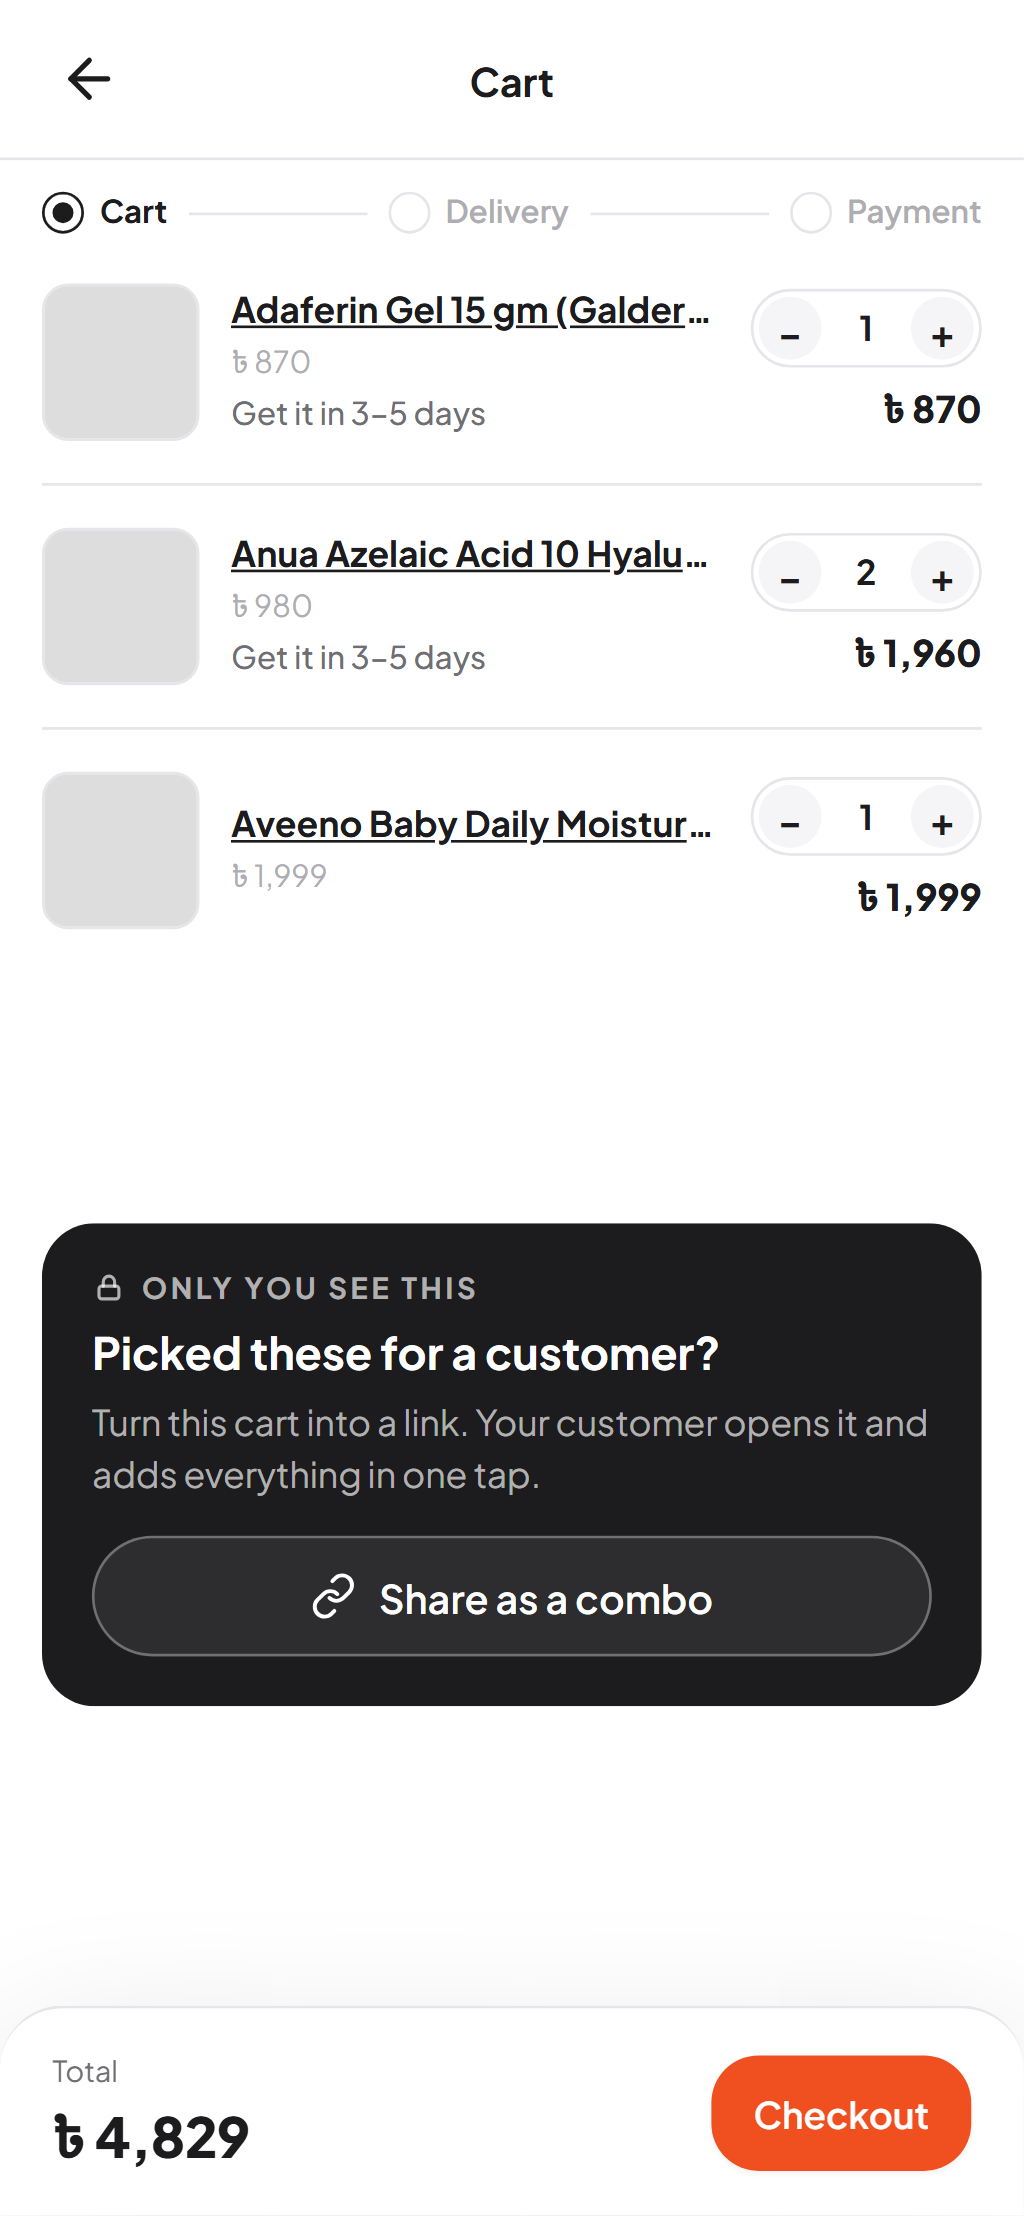 Cart
Cart
Delivery
Payment
Adaferin Gel 15 gm (Galder...
৳ 870
Get it in 3–5 days
– 1 +
৳ 870
Anua Azelaic Acid 10 Hyalu...
৳ 980
Get it in 3–5 days
– 2 +
৳ 1,960
Aveeno Baby Daily Moistur...
৳ 1,999
– 1 +
৳ 1,999
ONLY YOU SEE THIS
Picked these for a customer?
Turn this cart into a link. Your customer opens it and
adds everything in one tap.
Share as a combo
Total
৳ 4,829
Checkout